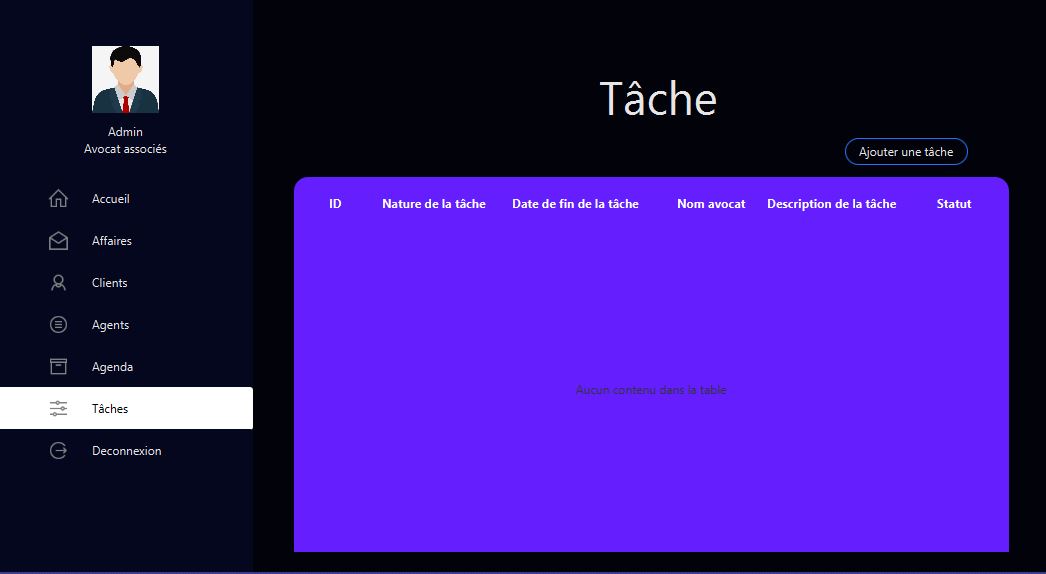 Admin
Avocat associés
Accueil
Affaires
Clients
Agents
Agenda
Tâches
Deconnexion
Tâche
Ajouter une tâche
ID Nature de la tâche Date de fin de la tâche Nom avocat Description de la tâche Statut
Aucun contenu dans la table